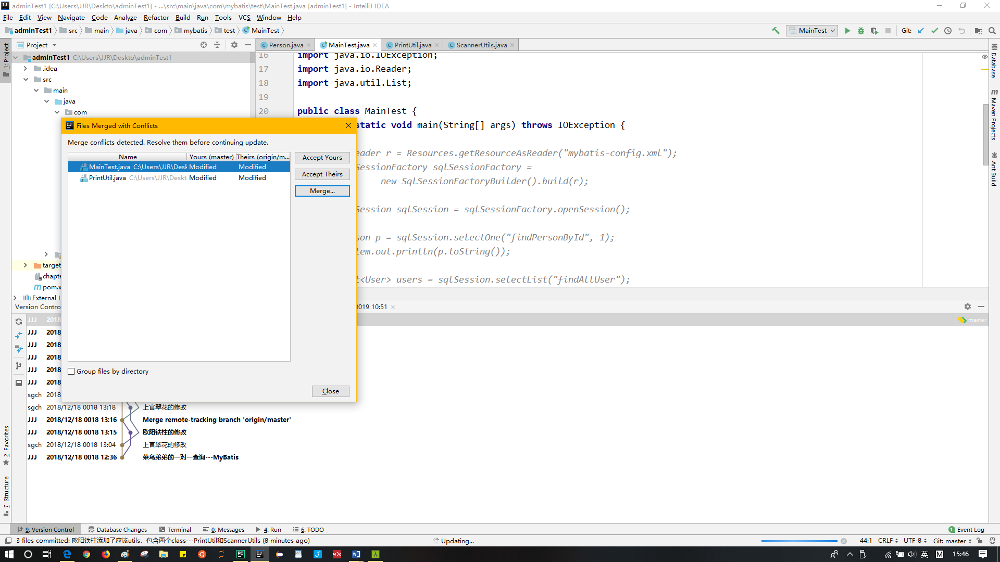 adminTest1 [C:\Users\JJR\Deskto\adminTest1] - ...\src\main\java\com\mybatis\test\MainTest.java [adminTest1] - IntelliJ IDEA
File Edit View Navigate Code Analyze Refactor Build Run Tools VCS Window Help
adminTest1 src main java com mybatis test MainTest MainTest Git:
1: Project Project Person.java MainTest.java PrintUtil.java ScannerUtils.java
adminTest1 C:\Users\JJR\Deskto\adminTest1
.idea
src
main
java
com
target
chapte
pom.x
External L
16 import java.io.IOException;
17 import java.io.Reader;
18 import java.util.List;
19
20 public class MainTest {
static void main(String[] args) throws IOException {
eader r = Resources.getResourceAsReader("mybatis-config.xml");
SessionFactory sqlSessionFactory =
new SqlSessionFactoryBuilder().build(r);
Session sqlSession = sqlSessionFactory.openSession();
son p = sqlSession.selectOne("findPersonById", 1);
tem.out.println(p.toString());
t<User> users = sqlSession.selectList("findAllUser");
Database
Maven Projects
Ant Build
Files Merged with Conflicts
Merge conflicts detected. Resolve them before continuing update.
Name Yours (master) Theirs (origin/m...
MainTest.java C:\Users\JJR\Desk Modified Modified
PrintUtil.java C:\Users\JJR\Deskt Modified Modified
Accept Yours
Accept Theirs
Merge...
Group files by directory
Close
Version Contro 0019 10:51
JJJ 2018 master
JJJ 2018
JJJ 2018
JJJ 2018
JJJ 2018
JJJ 2018
sgch 2018
sgch 2018/12/18 0018 13:18 上官翠花的修改
JJJ 2018/12/18 0018 13:16 Merge remote-tracking branch 'origin/master'
JJJ 2018/12/18 0018 13:15 欧阳铁柱的修改
sgch 2018/12/18 0018 13:04 上官翠花的修改
JJJ 2018/12/18 0018 12:36 菜鸟弟弟的一对一查询---MyBatis
2: Favorites
7: Structure
9: Version Control Database Changes Terminal 0: Messages 4: Run 6: TODO 1 Event Log
3 files committed: 欧阳铁柱添加了应该utils，包含两个class---PrintUtil和ScannerUtils (8 minutes ago) Updating... 44:1 CRLF UTF-8 Git: master
英 M 15:46